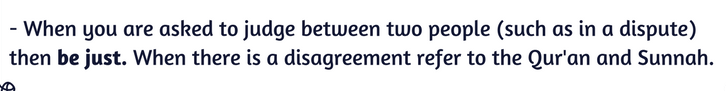 - When you are asked to judge between two people (such as in a dispute)
then be just. When there is a disagreement refer to the Qur'an and Sunnah.